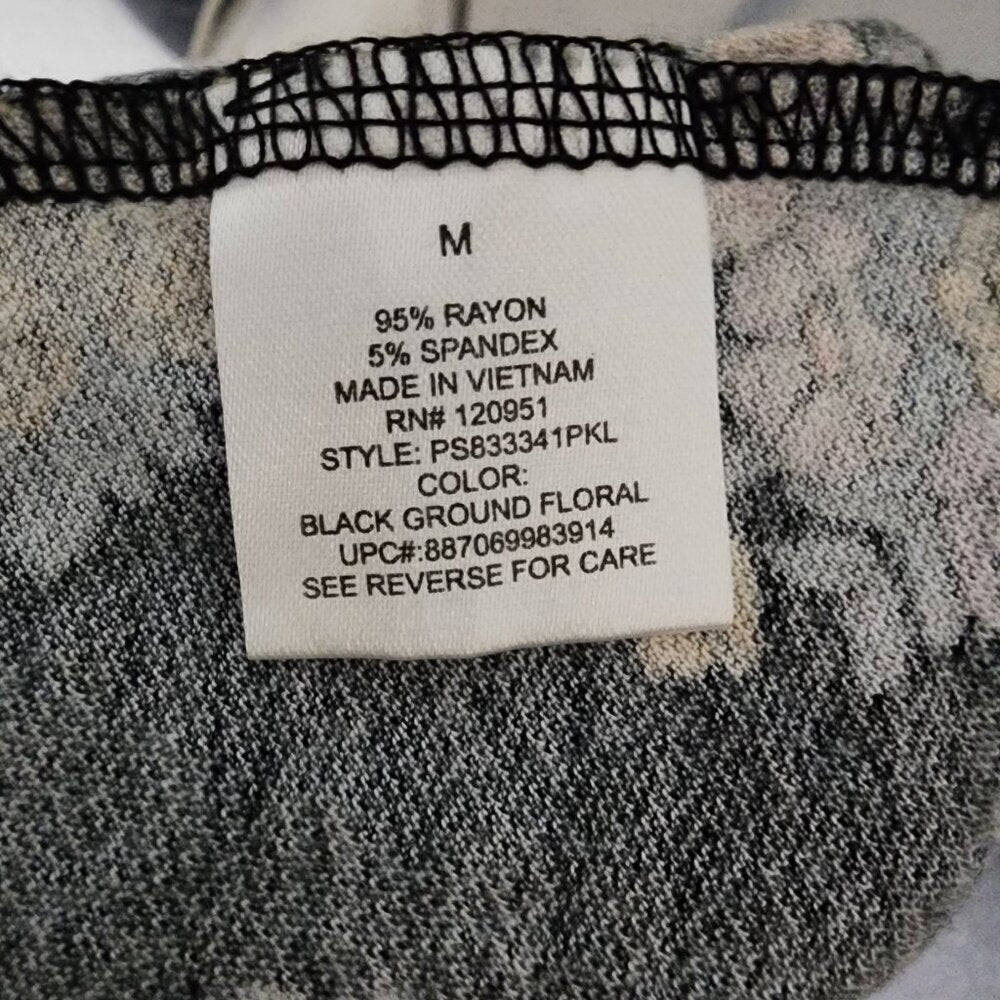 M
95% RAYON
5% SPANDEX
MADE IN VIETNAM
RN# 120951
STYLE: PS833341PKL
COLOR:
BLACK GROUND FLORAL
UPC#:887069983914
SEE REVERSE FOR CARE